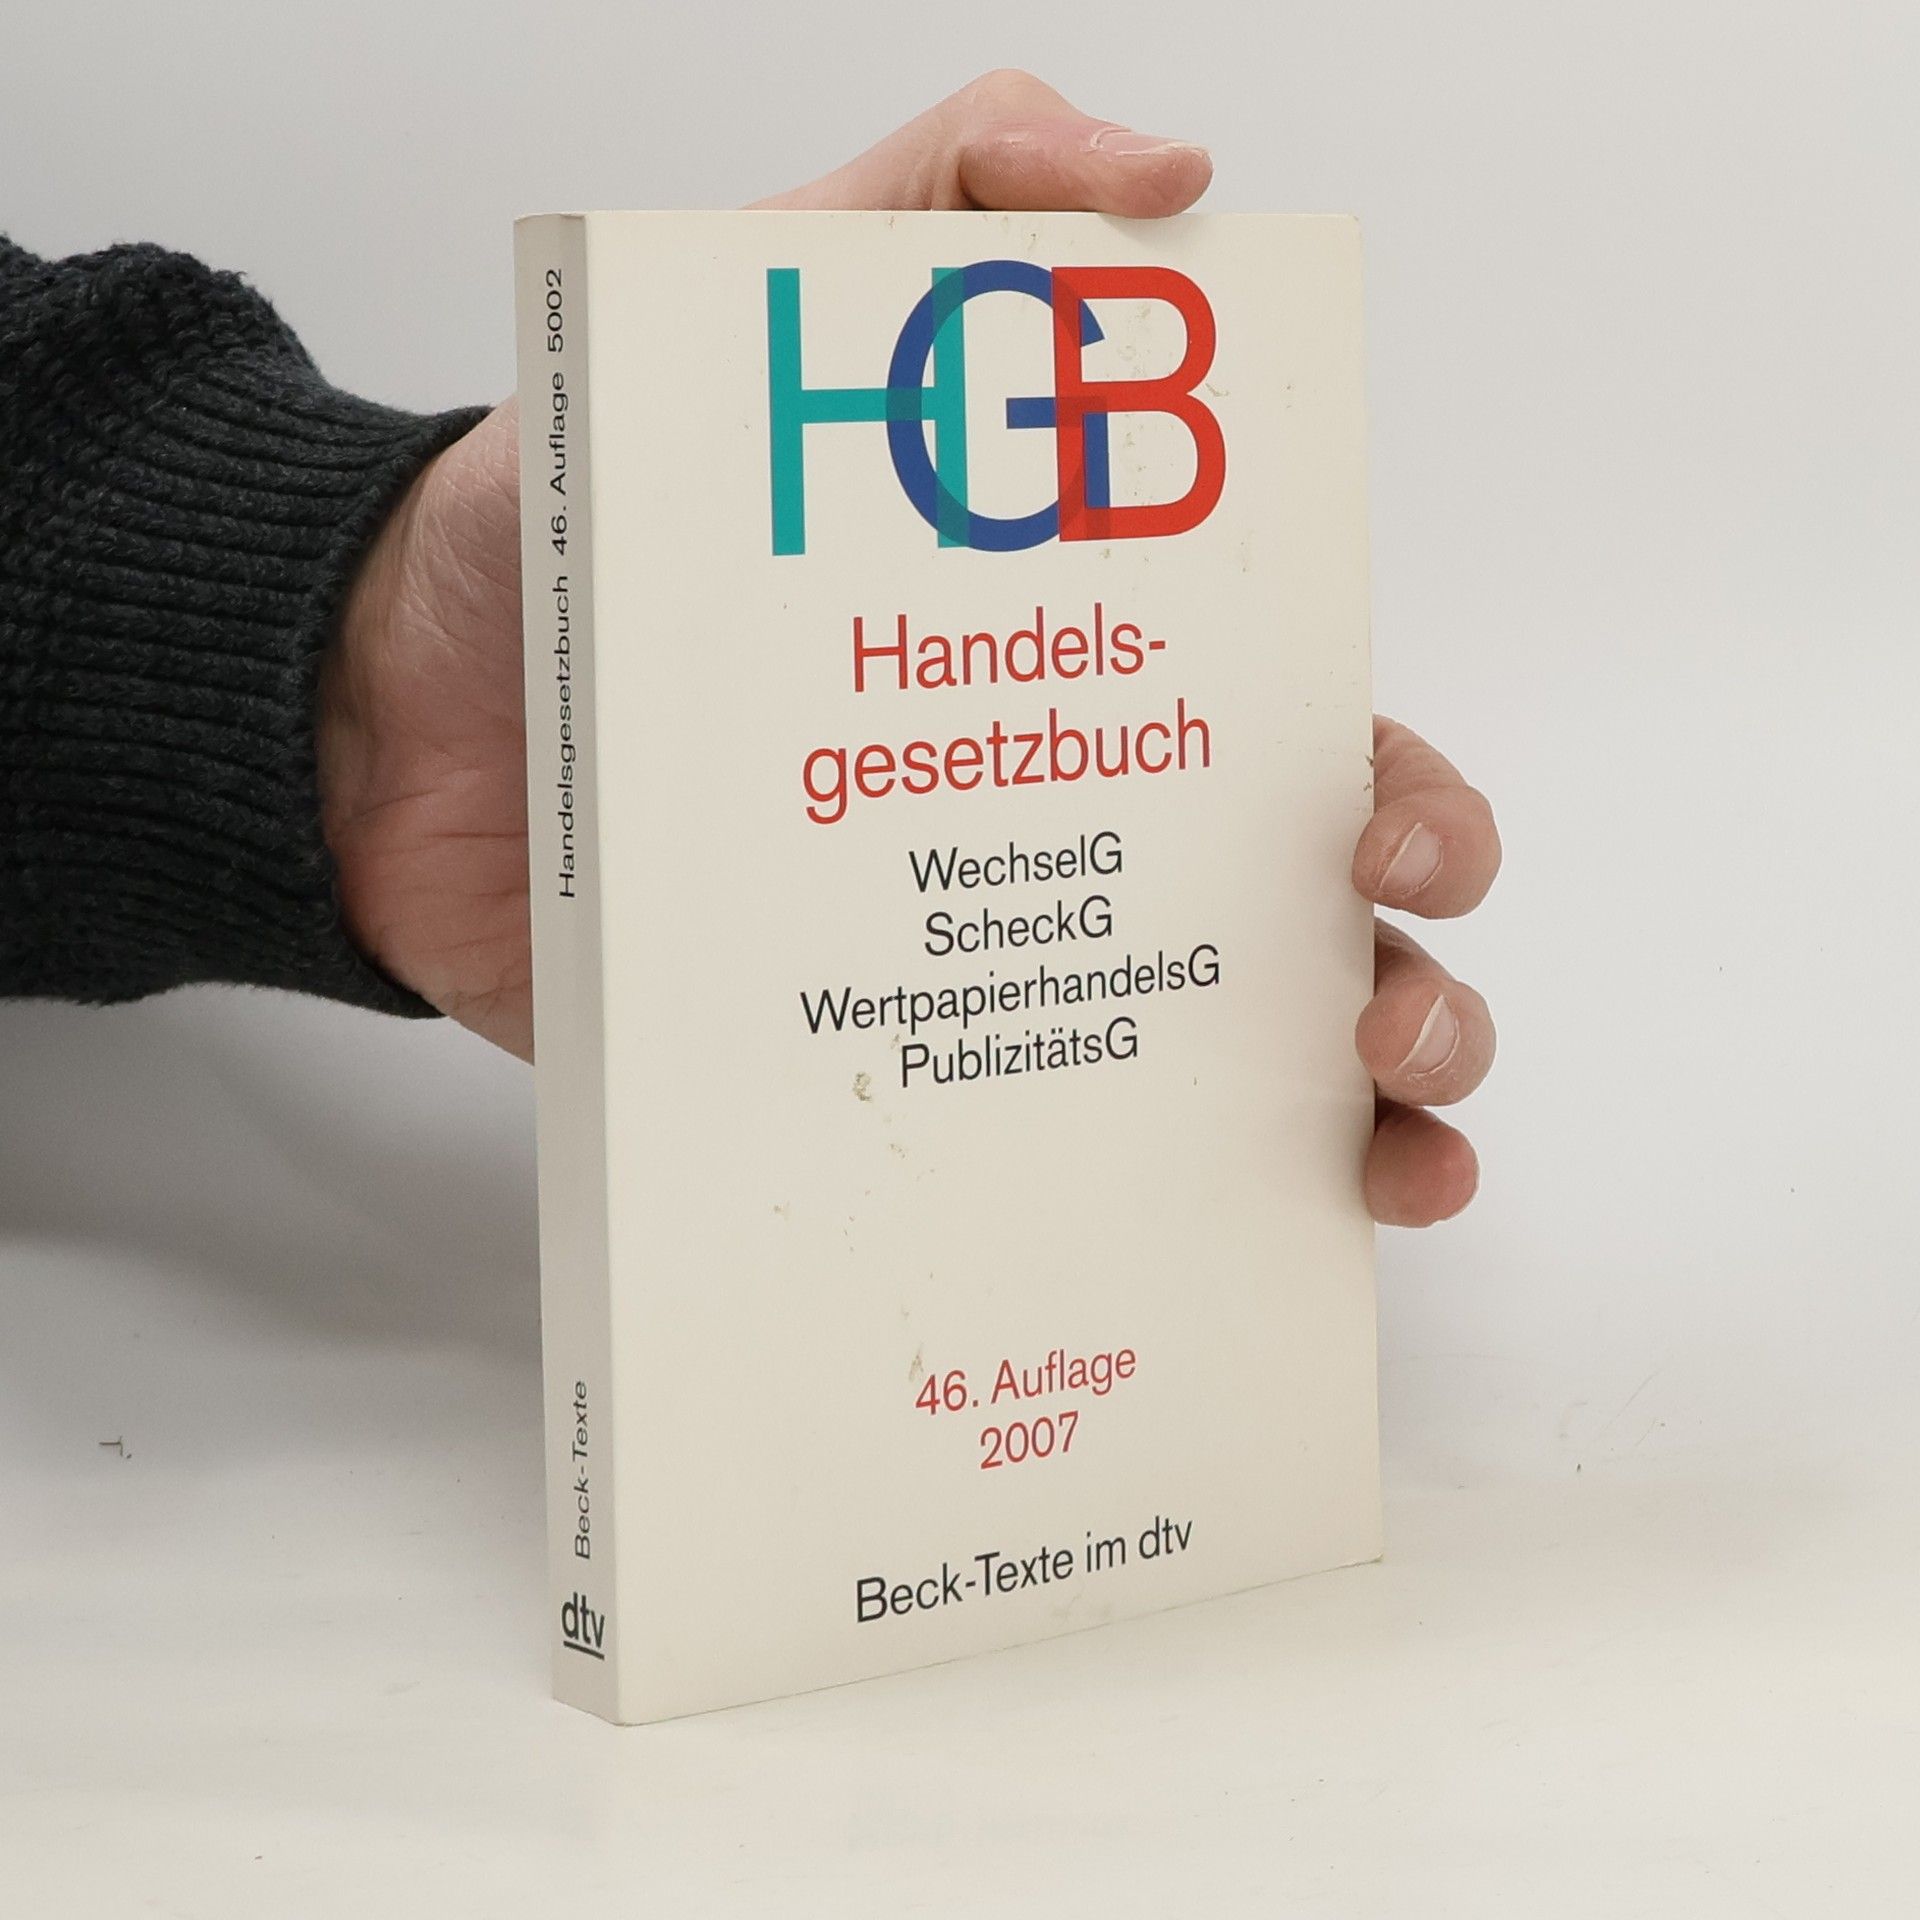 HGB
Handels-
gesetzbuch
WechselG
ScheckG
WertpapierhandelsG
PublizitätsG
46. Auflage
2007
Beck-Texte im dtv
Handelsgesetzbuch 46. Auflage 5002
Beck-Texte
dtv